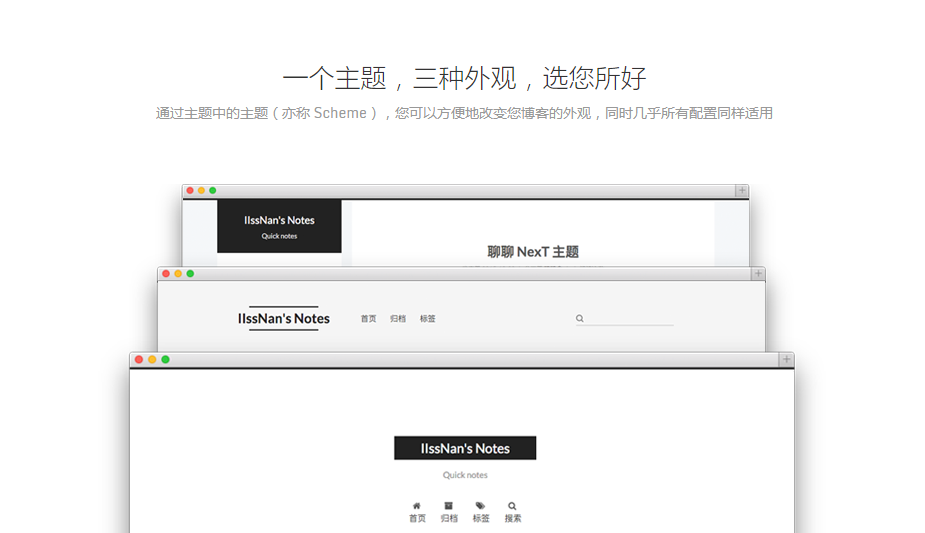 一个主题，三种外观，选您所好
通过主题中的主题（亦称 Scheme），您可以方便地改变您博客的外观，同时几乎所有配置同样适用
IIssNan's Notes
Quick notes
聊聊 NexT 主题
IIssNan's Notes
首页 归档 标签
IIssNan's Notes
Quick notes
首页 归档 标签 搜索